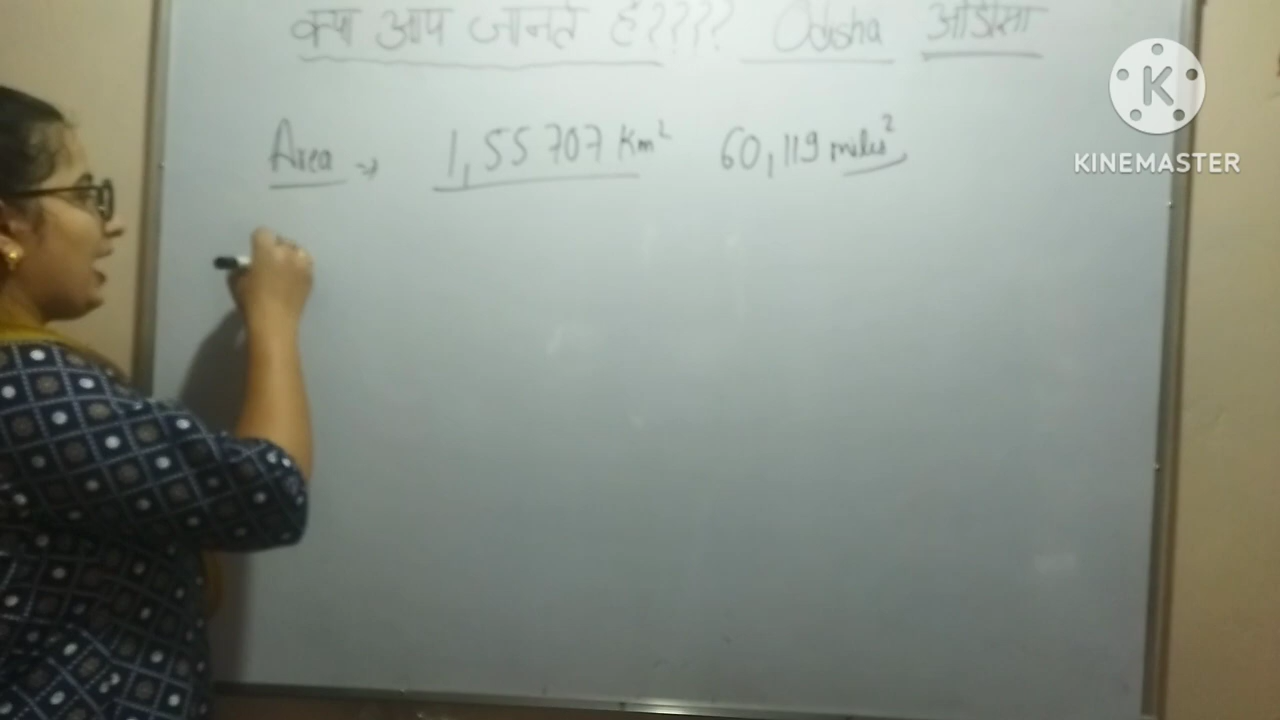 क्या आप जानते हैं???? Odisha ओडिसा
Area → 1,55 707 Km² 60,119 miles²
K
KINEMASTER